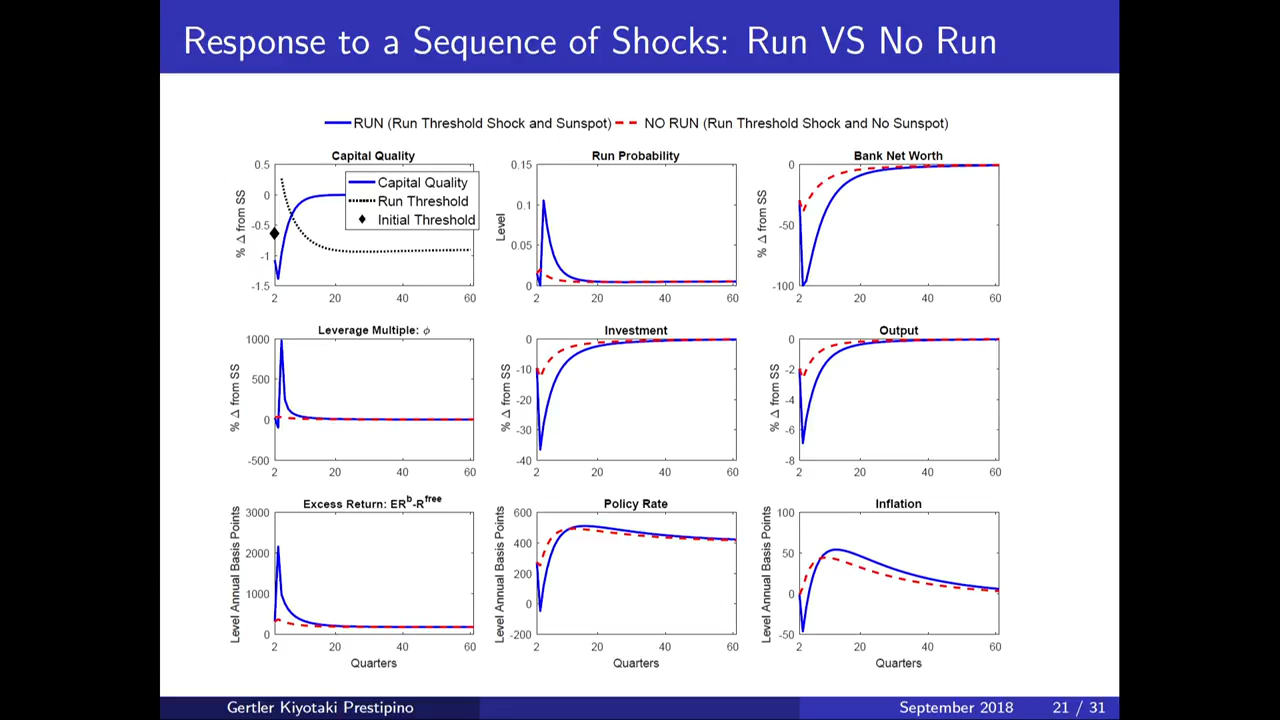 Response to a Sequence of Shocks: Run VS No Run
RUN (Run Threshold Shock and Sunspot) NO RUN (Run Threshold Shock and No Sunspot)
Capital Quality
% Δ from SS
0.5
0
-0.5
-1
-1.5
Capital Quality
Run Threshold
Initial Threshold
2 20 40 60
Run Probability
Level
0.15
0.1
0.05
0
2 20 40 60
Bank Net Worth
% Δ from SS
0
-50
-100
2 20 40 60
Leverage Multiple: ϕ
% Δ from SS
1000
500
0
-500
2 20 40 60
Investment
% Δ from SS
0
-10
-20
-30
-40
2 20 40 60
Output
% Δ from SS
0
-2
-4
-6
-8
2 20 40 60
Excess Return: ER^b-R^free
Level Annual Basis Points
3000
2000
1000
0
2 20 40 60
Quarters
Policy Rate
Level Annual Basis Points
600
400
200
0
-200
2 20 40 60
Quarters
Inflation
Level Annual Basis Points
100
50
0
-50
2 20 40 60
Quarters
Gertler Kiyotaki Prestipino September 2018 21 / 31